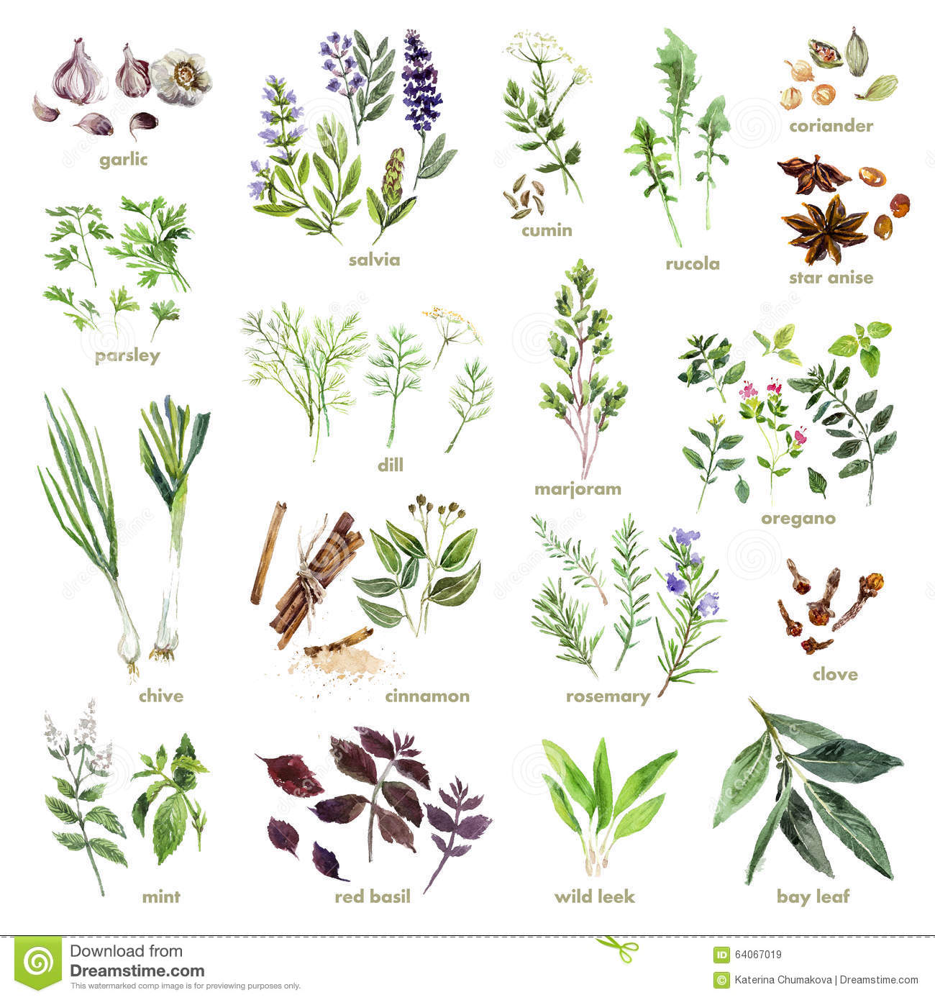 garlic
salvia
cumin
rucola
coriander
star anise
parsley
dill
marjoram
oregano
chive
cinnamon
rosemary
clove
mint
red basil
wild leek
bay leaf
Download from
Dreamstime.com
This watermarked comp image is for previewing purposes only.
ID 64067019
© Katerina Chumakova | Dreamstime.com